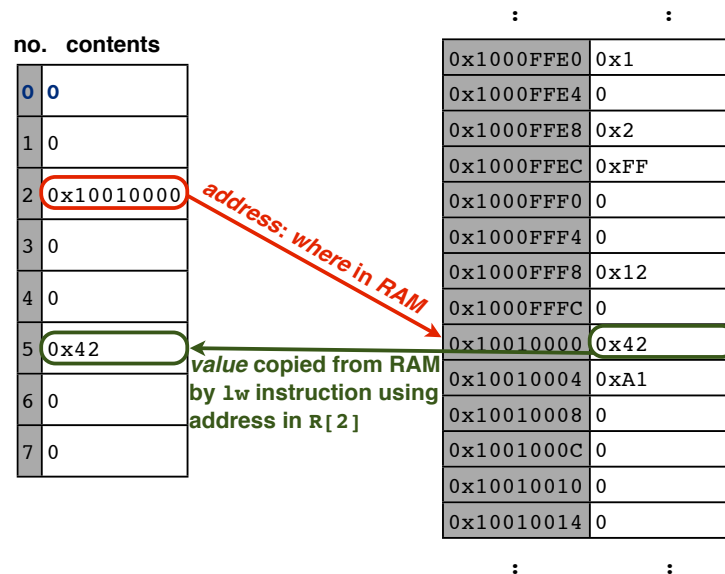 no. contents
0 0
1 0
2 0x10010000
3 0
4 0
5 0x42
6 0
7 0
address: where in RAM
value copied from RAM
by lw instruction using
address in R[2]
: :
0x1000FFE0 0x1
0x1000FFE4 0
0x1000FFE8 0x2
0x1000FFEC 0xFF
0x1000FFF0 0
0x1000FFF4 0
0x1000FFF8 0x12
0x1000FFFC 0
0x10010000 0x42
0x10010004 0xA1
0x10010008 0
0x1001000C 0
0x10010010 0
0x10010014 0
: :